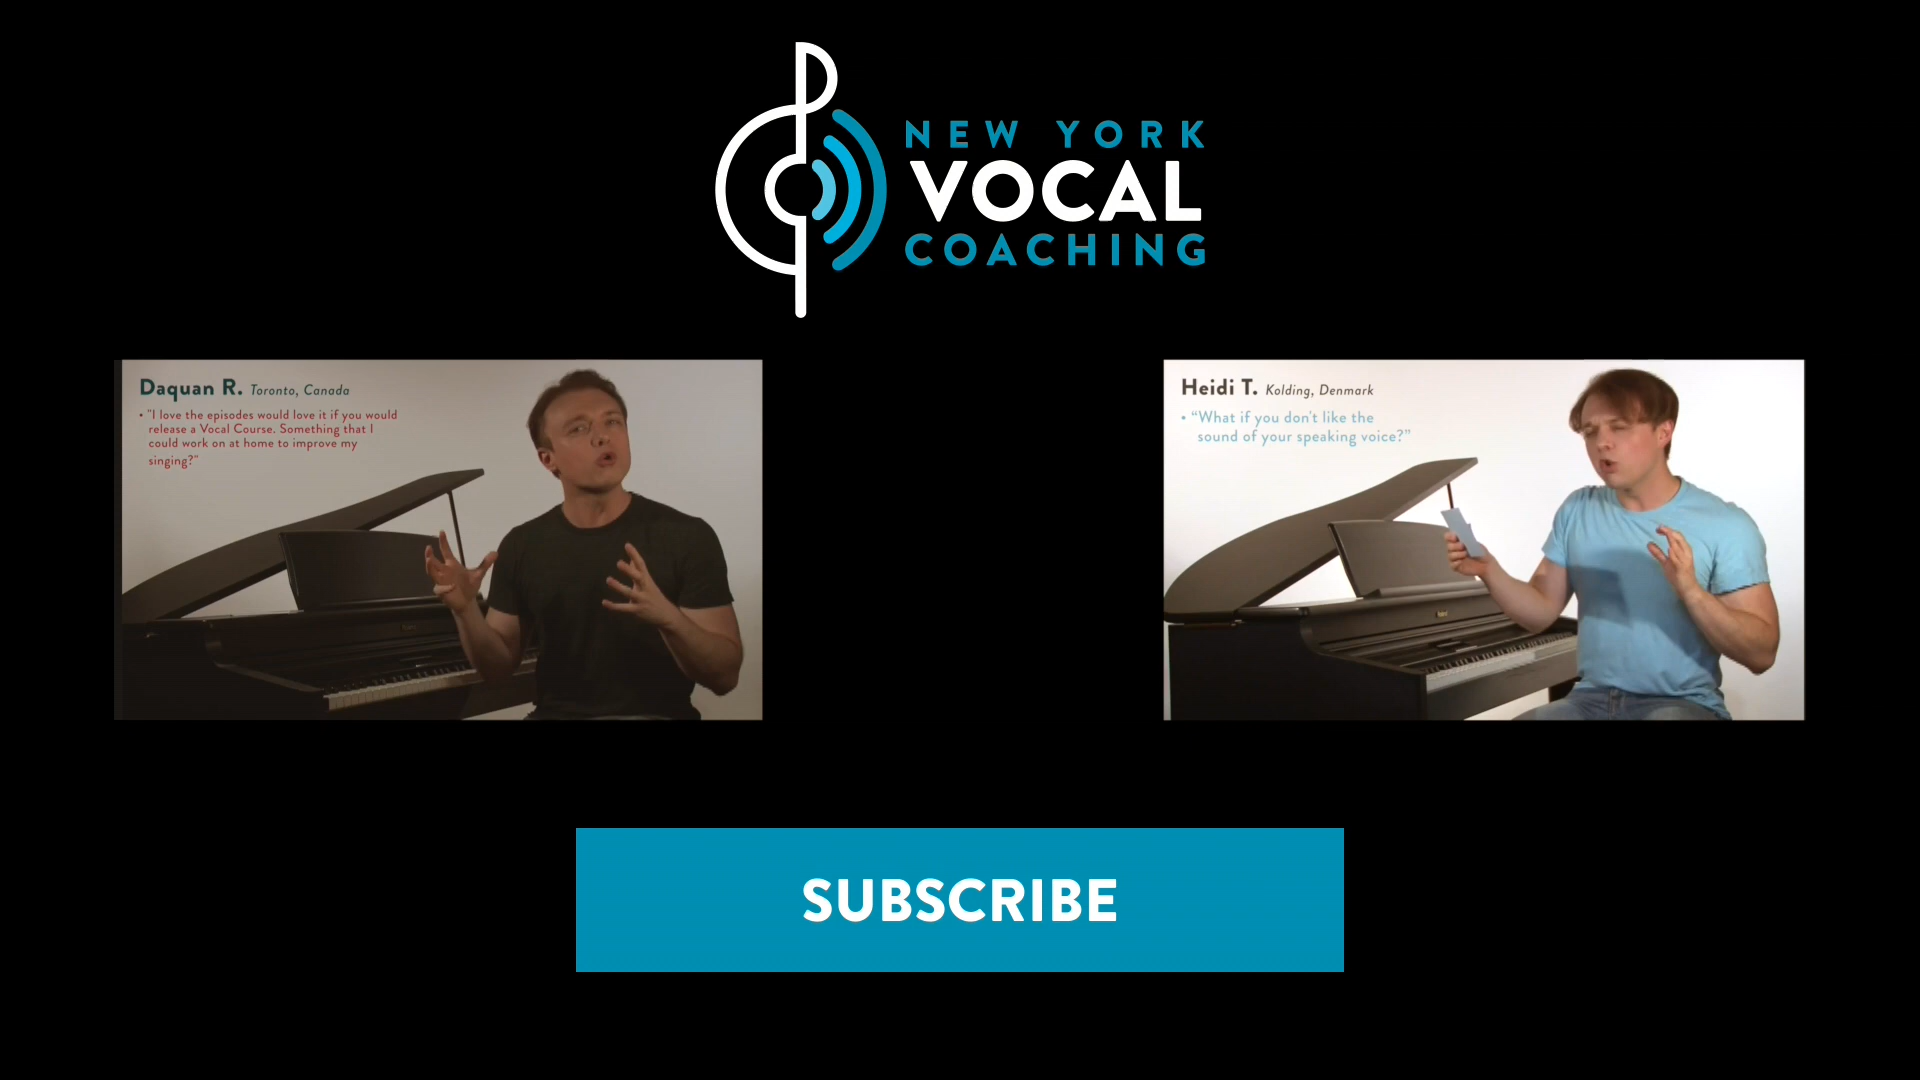 NEW YORK
VOCAL
COACHING
Daquan R. Toronto, Canada
• "I love the episodes would love it if you would
release a Vocal Course. Something that I
could work on at home to improve my
singing?"
Heidi T. Kolding, Denmark
• “What if you don't like the
sound of your speaking voice?”
SUBSCRIBE